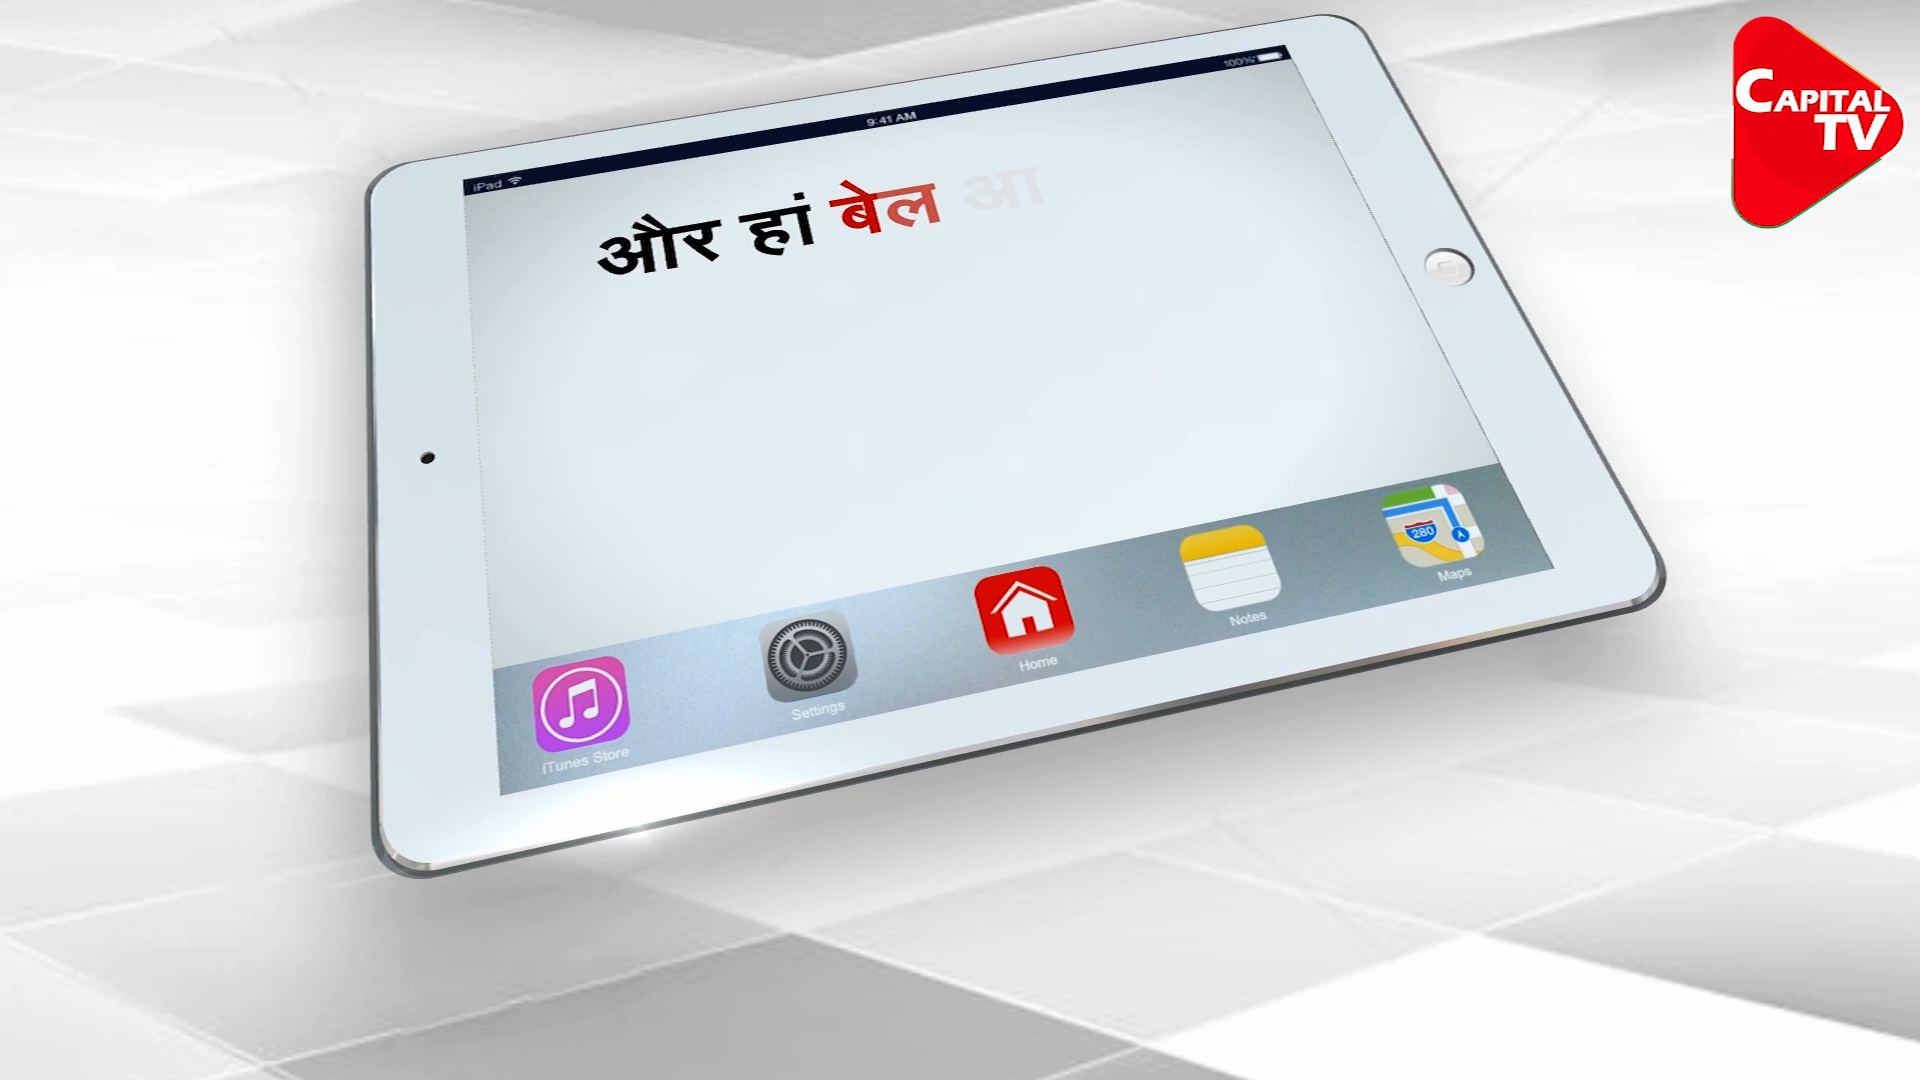 CAPITAL
TV
iPad
9:41 AM
100%
और हां बेल आ
280
iTunes Store
Settings
Home
Notes
Maps